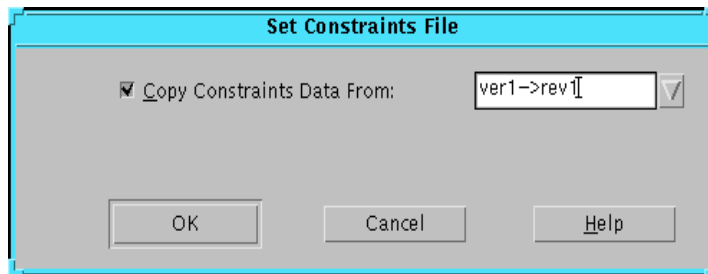 Set Constraints File
Copy Constraints Data From: ver1->rev1
OK Cancel Help